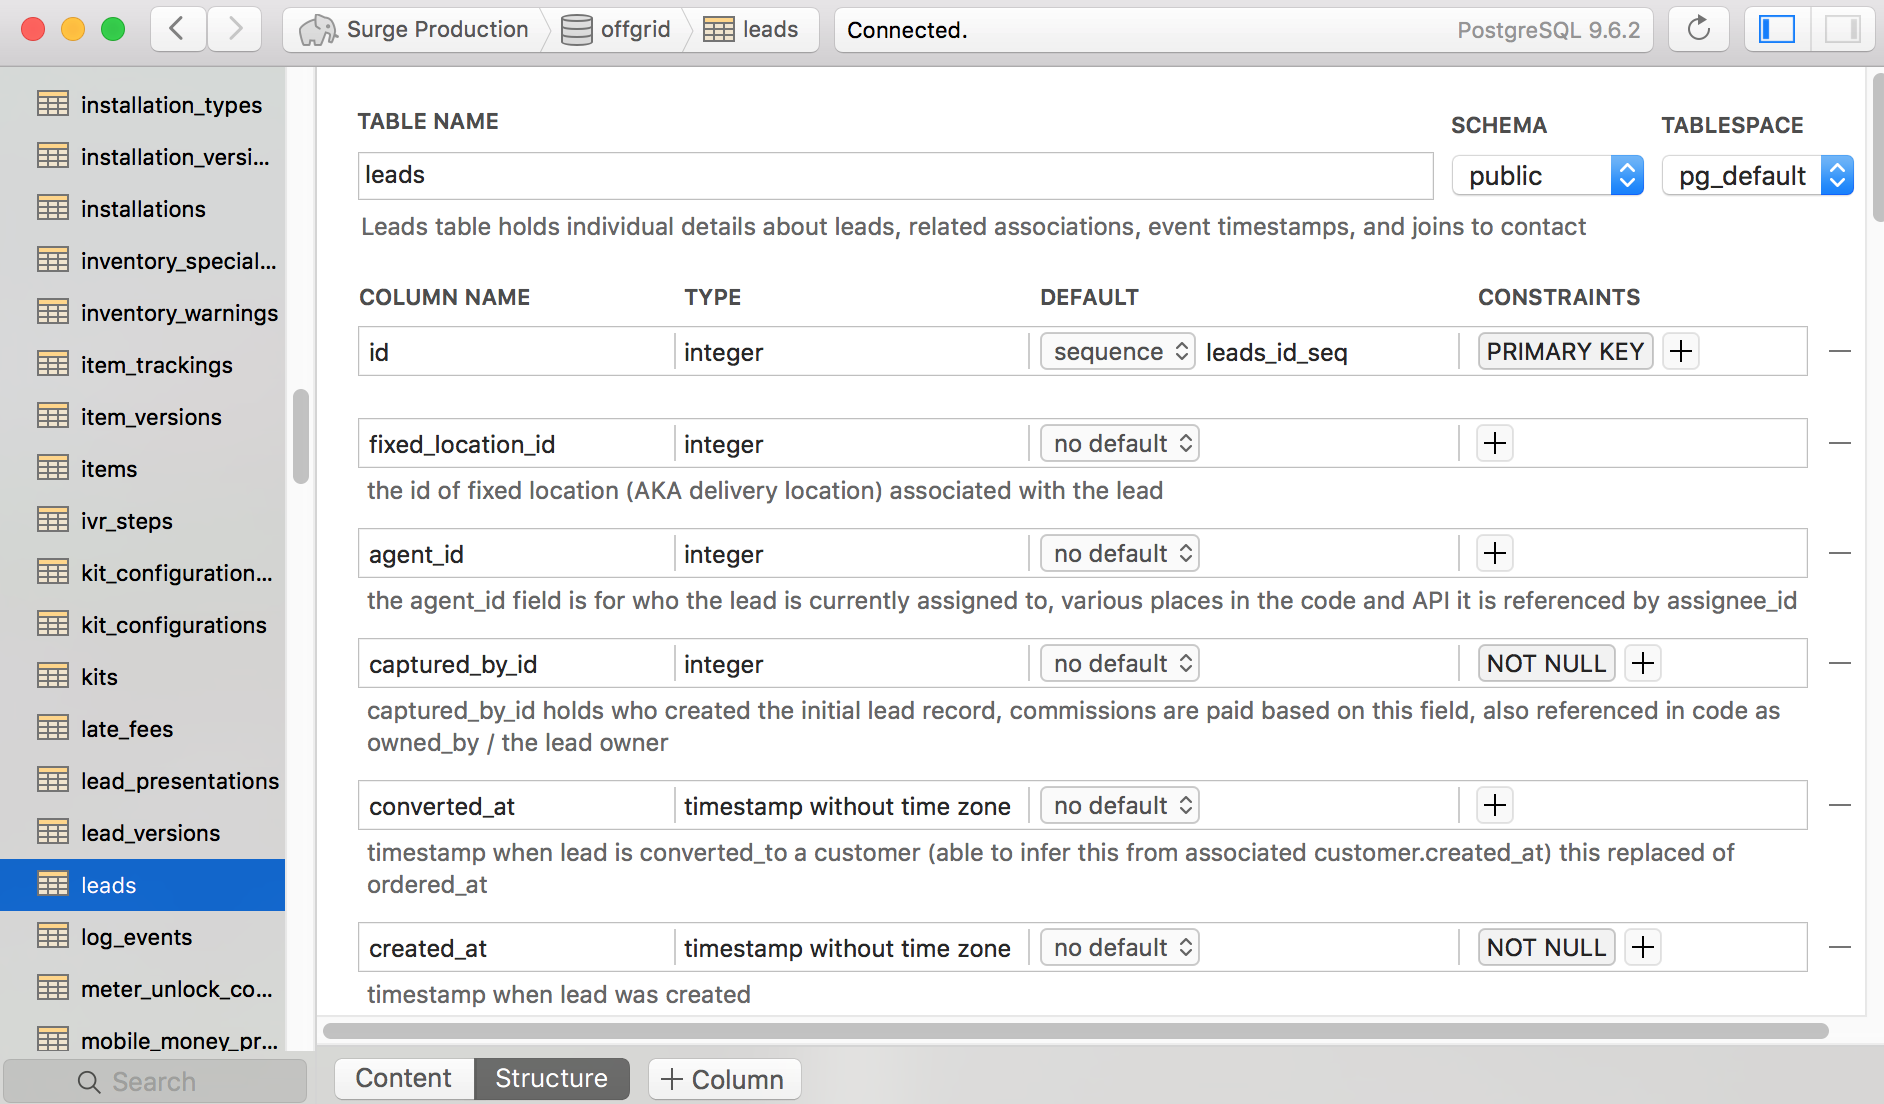 Surge Production
offgrid
leads
Connected.
PostgreSQL 9.6.2
installation_types
installation_versi...
installations
inventory_special...
inventory_warnings
item_trackings
item_versions
items
ivr_steps
kit_configuration...
kit_configurations
kits
late_fees
lead_presentations
lead_versions
leads
log_events
meter_unlock_co...
mobile_money_pr...
Search
TABLE NAME
SCHEMA
TABLESPACE
leads
public
pg_default
Leads table holds individual details about leads, related associations, event timestamps, and joins to contact
COLUMN NAME TYPE DEFAULT CONSTRAINTS
id integer sequence leads_id_seq PRIMARY KEY +
fixed_location_id integer no default +
the id of fixed location (AKA delivery location) associated with the lead
agent_id integer no default +
the agent_id field is for who the lead is currently assigned to, various places in the code and API it is referenced by assignee_id
captured_by_id integer no default NOT NULL +
captured_by_id holds who created the initial lead record, commissions are paid based on this field, also referenced in code as
owned_by / the lead owner
converted_at timestamp without time zone no default +
timestamp when lead is converted_to a customer (able to infer this from associated customer.created_at) this replaced of
ordered_at
created_at timestamp without time zone no default NOT NULL +
timestamp when lead was created
Content Structure + Column